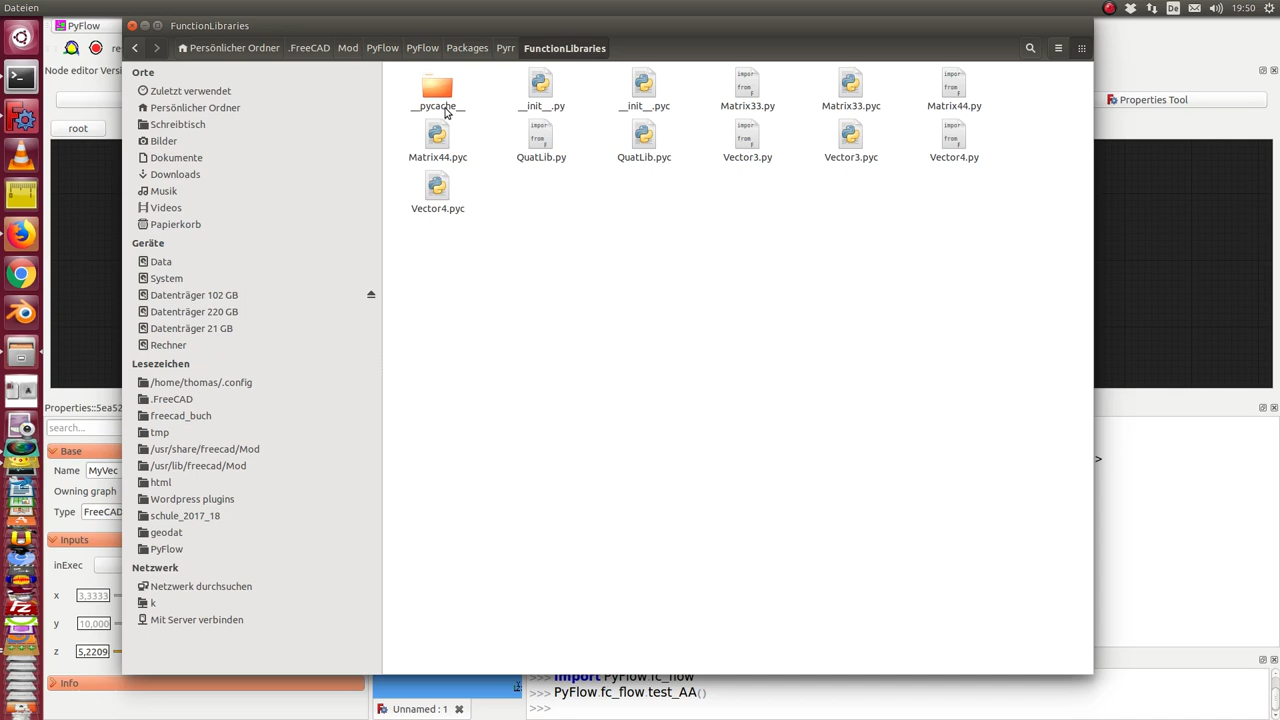 Dateien
De
19:50
PyFlow
FunctionLibraries
Persönlicher Ordner
.FreeCAD
Mod
PyFlow
PyFlow
Packages
Pyrr
FunctionLibraries
Node editor Versi
root
Orte
Zuletzt verwendet
Persönlicher Ordner
Schreibtisch
Bilder
Dokumente
Downloads
Musik
Videos
Papierkorb
Geräte
Data
System
Datenträger 102 GB
Datenträger 220 GB
Datenträger 21 GB
Rechner
Lesezeichen
/home/thomas/.config
.FreeCAD
freecad_buch
tmp
/usr/share/freecad/Mod
/usr/lib/freecad/Mod
html
Wordpress plugins
schule_2017_18
geodat
PyFlow
Netzwerk
Netzwerk durchsuchen
k
Mit Server verbinden
__pycache__
__init__.py
__init__.pyc
Matrix33.py
Matrix33.pyc
Matrix44.py
Matrix44.pyc
QuatLib.py
QuatLib.pyc
Vector3.py
Vector3.pyc
Vector4.py
Vector4.pyc
Properties Tool
Properties::Sea52
search...
Base
Name MyVec
Owning graph
Type FreeCAD
Inputs
inExec
x 3,3333
y 10,000
z 5,2209
Info
>
import PyFlow.fc_flow
>>> PyFlow.fc_flow.test_AA()
>>>
Unnamed : 1